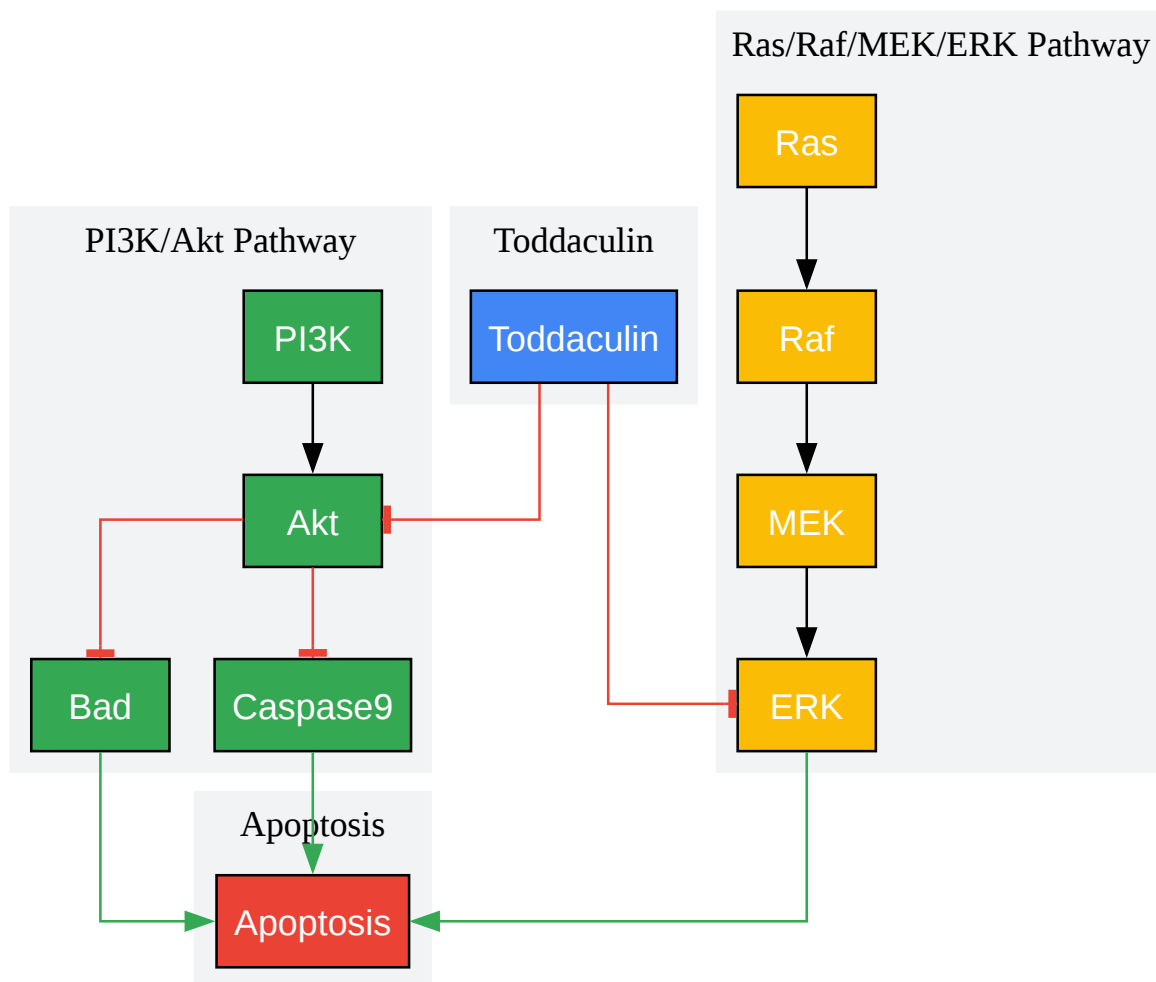 Ras/Raf/MEK/ERK Pathway
Ras
PI3K/Akt Pathway
Toddaculin
PI3K
Toddaculin
Raf
Akt
MEK
Bad
Caspase9
ERK
Apoptosis
Apoptosis